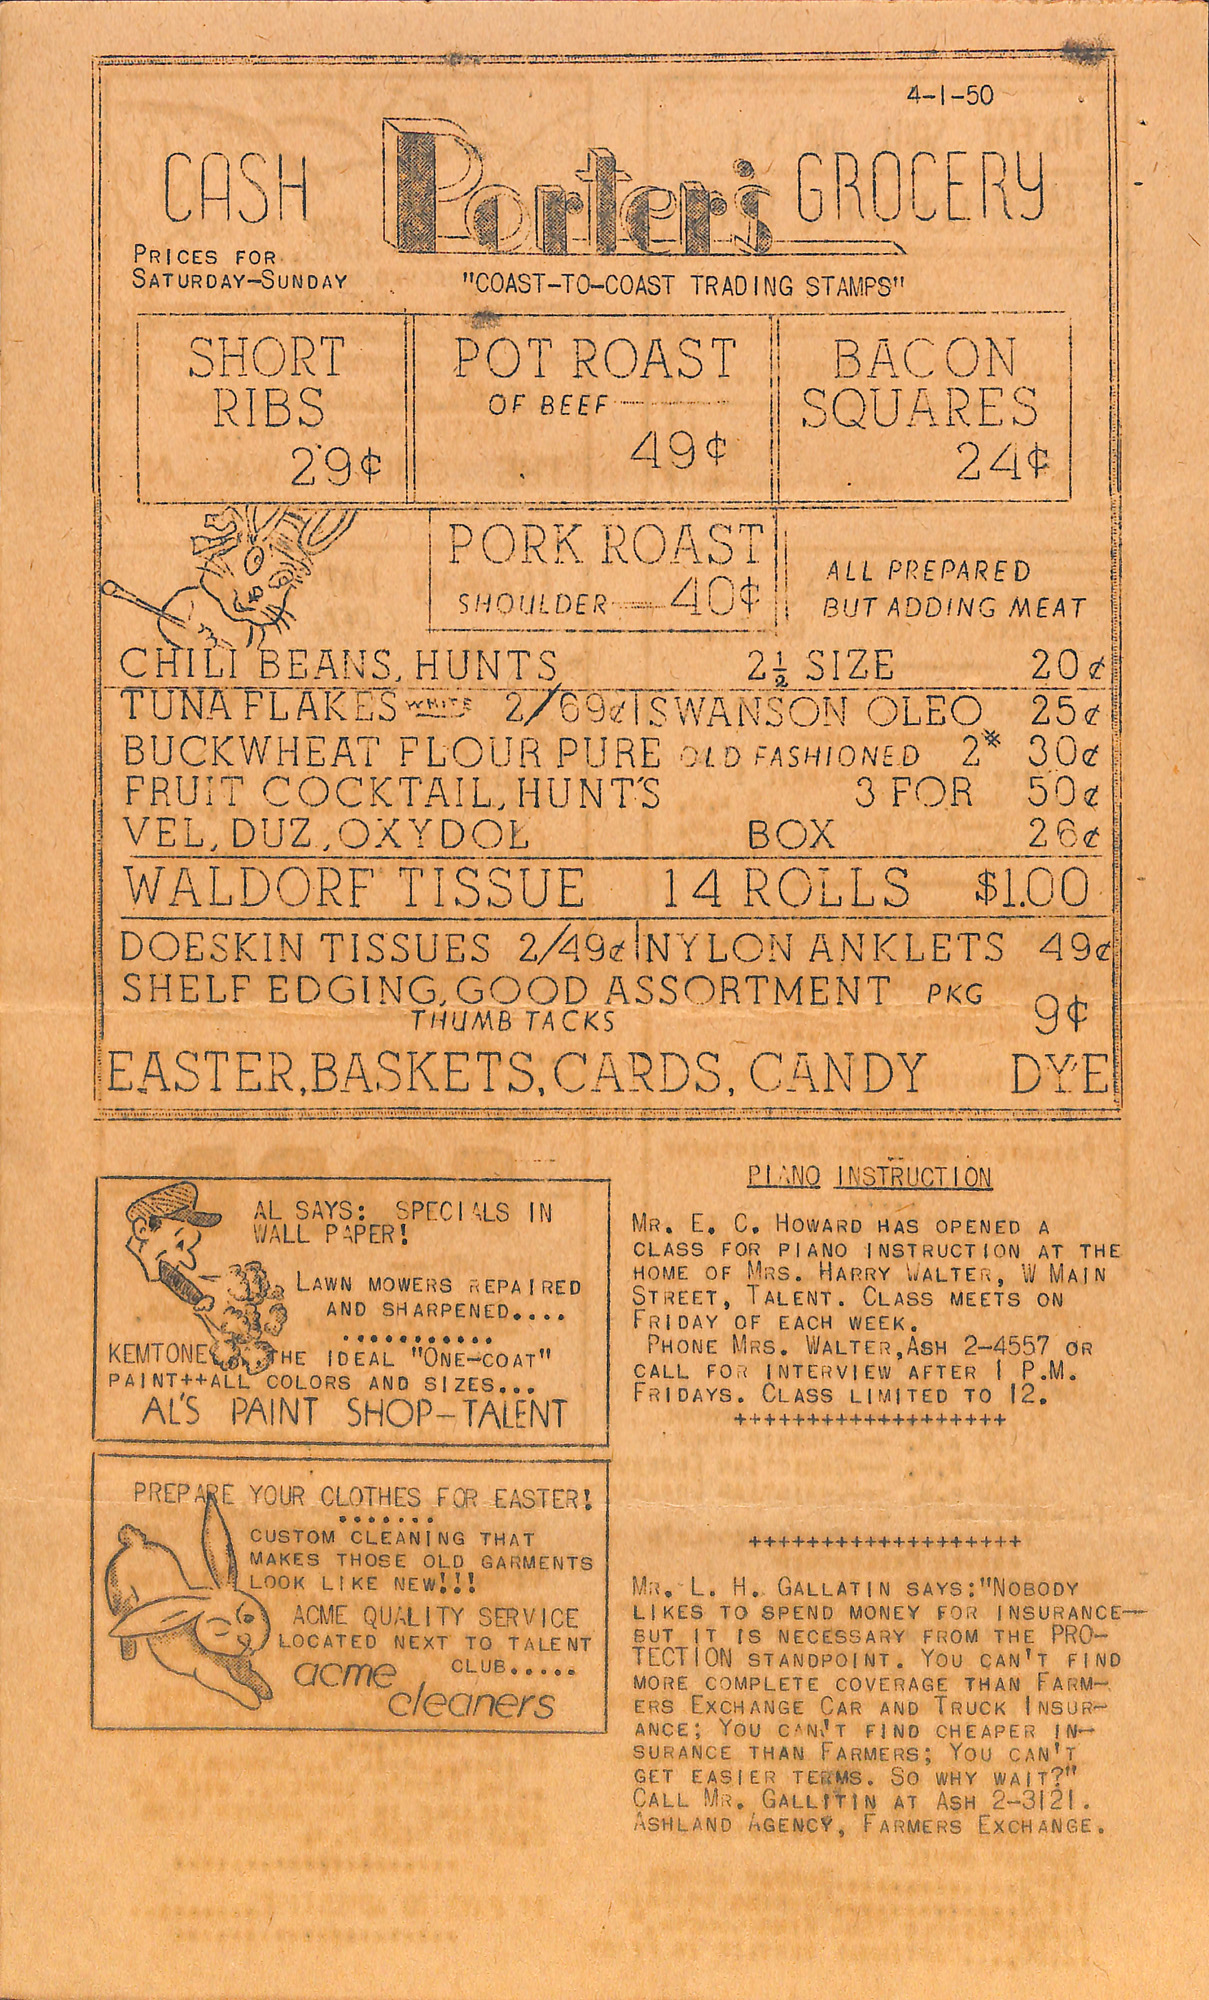 4-1-50
CASH Porter's GROCERY
PRICES FOR
SATURDAY-SUNDAY
"COAST-TO-COAST TRADING STAMPS"
SHORT
RIBS
29¢
POT ROAST
OF BEEF
49¢
BACON
SQUARES
24¢
PORK ROAST
SHOULDER 40¢
ALL PREPARED
BUT ADDING MEAT
CHILI BEANS, HUNTS 2½ SIZE 20¢
TUNA FLAKES WHITE 2/69¢ SWANSON OLEO 25¢
BUCKWHEAT FLOUR PURE OLD FASHIONED 2* 30¢
FRUIT COCKTAIL, HUNT'S 3 FOR 50¢
VEL, DUZ, OXYDOL BOX 26¢
WALDORF TISSUE 14 ROLLS $1.00
DOESKIN TISSUES 2/49¢ NYLON ANKLETS 49¢
SHELF EDGING, GOOD ASSORTMENT PKG 9¢
THUMB TACKS
EASTER, BASKETS, CARDS, CANDY DYE
AL SAYS: SPECIALS IN
WALL PAPER!
LAWN MOWERS REPAIRED
AND SHARPENED....
...........
KEMTONE THE IDEAL "ONE-COAT"
PAINT++ALL COLORS AND SIZES...
AL'S PAINT SHOP-TALENT
PREPARE YOUR CLOTHES FOR EASTER!
.......
CUSTOM CLEANING THAT
MAKES THOSE OLD GARMENTS
LOOK LIKE NEW!!!
ACME QUALITY SERVICE
LOCATED NEXT TO TALENT
CLUB.....
acme
cleaners
PIANO INSTRUCTION
MR. E. C. HOWARD HAS OPENED A
CLASS FOR PIANO INSTRUCTION AT THE
HOME OF MRS. HARRY WALTER, W MAIN
STREET, TALENT. CLASS MEETS ON
FRIDAY OF EACH WEEK.
PHONE MRS. WALTER, ASH 2-4557 OR
CALL FOR INTERVIEW AFTER 1 P.M.
FRIDAYS. CLASS LIMITED TO 12.
+++++++++++++++++++
+++++++++++++++++++
MR. L. H. GALLATIN SAYS:"NOBODY
LIKES TO SPEND MONEY FOR INSURANCE—
BUT IT IS NECESSARY FROM THE PRO-
TECTION STANDPOINT. YOU CAN'T FIND
MORE COMPLETE COVERAGE THAN FARM-
ERS EXCHANGE CAR AND TRUCK INSUR-
ANCE; YOU CAN'T FIND CHEAPER IN-
SURANCE THAN FARMERS; YOU CAN'T
GET EASIER TERMS. SO WHY WAIT?"
CALL MR. GALLITIN AT ASH 2-3121.
ASHLAND AGENCY, FARMERS EXCHANGE.